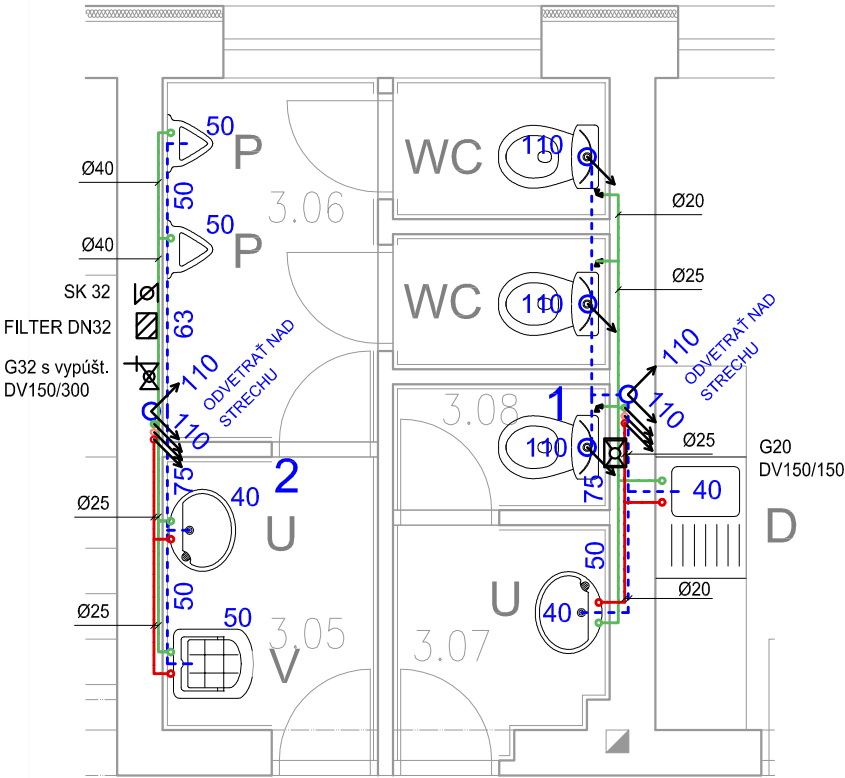 50
P
WC
110
Ø40
50
3.06
Ø20
50
P
Ø40
Ø25
SK 32
WC
110
FILTER DN32
63
G32 s vypúšt.
DV150/300
110
ODVETRAŤ NAD
STRECHU
110
3.08
1
110
ODVETRAŤ NAD
STRECHU
110
110
Ø25
G20
DV150/150
75
2
75
40
40
Ø25
U
D
50
50
Ø20
U
40
Ø25
50
3.05
3.07
V